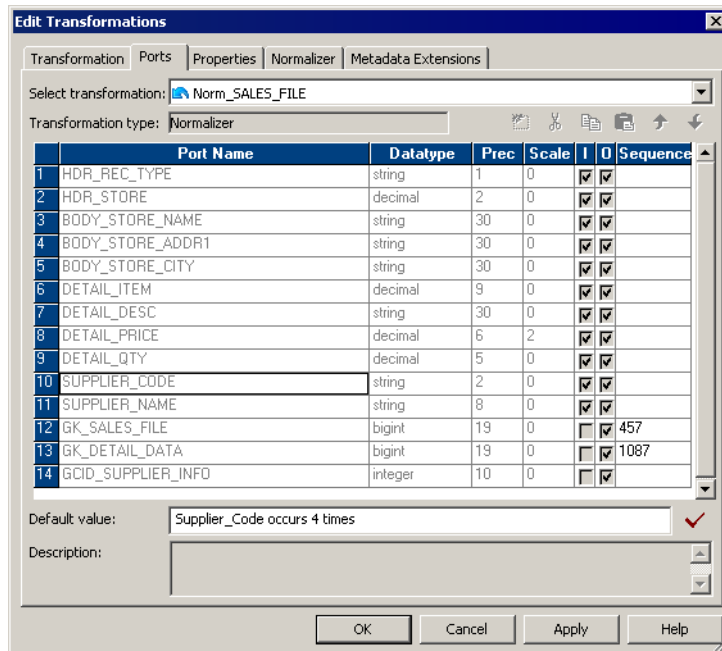 Edit Transformations
Transformation Ports Properties Normalizer Metadata Extensions
Select transformation: Norm_SALES_FILE
Transformation type: Normalizer
Port Name Datatype Prec Scale I O Sequence
1 HDR_REC_TYPE string 1 0
2 HDR_STORE decimal 2 0
3 BODY_STORE_NAME string 30 0
4 BODY_STORE_ADDR1 string 30 0
5 BODY_STORE_CITY string 30 0
6 DETAIL_ITEM decimal 9 0
7 DETAIL_DESC string 30 0
8 DETAIL_PRICE decimal 6 2
9 DETAIL_QTY decimal 5 0
10 SUPPLIER_CODE string 2 0
11 SUPPLIER_NAME string 8 0
12 GK_SALES_FILE bigint 19 0 457
13 GK_DETAIL_DATA bigint 19 0 1087
14 GCID_SUPPLIER_INFO integer 10 0
Default value: Supplier_Code occurs 4 times
Description:
OK Cancel Apply Help